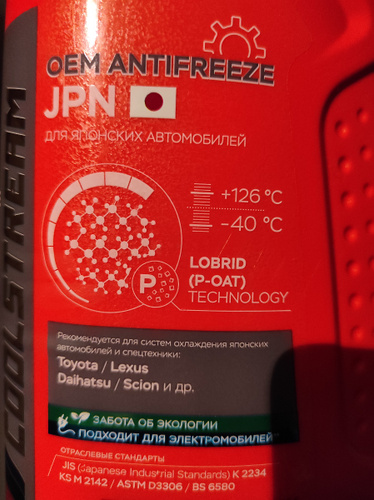 OEM ANTIFREEZE
JPN
ДЛЯ ЯПОНСКИХ АВТОМОБИЛЕЙ
COOLSTREAM
+126 °C
-40 °C
P
LOBRID
(P-OAT)
TECHNOLOGY
Рекомендуется для систем охлаждения японских
автомобилей и спецтехники:
Toyota / Lexus
Daihatsu / Scion и др.
ЗАБОТА ОБ ЭКОЛОГИИ
ПОДХОДИТ ДЛЯ ЭЛЕКТРОМОБИЛЕЙ
ОТРАСЛЕВЫЕ СТАНДАРТЫ
JIS (Japanese Industrial Standards) K 2234
KS M 2142 / ASTM D3306 / BS 6580